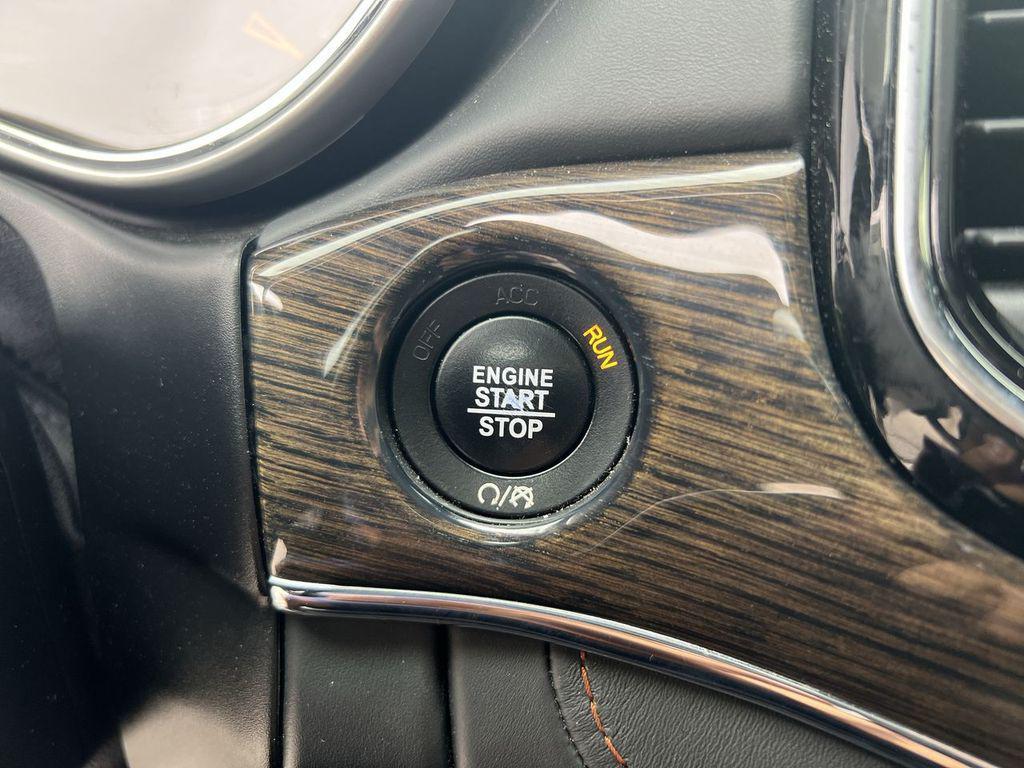 ACC
OFF
RUN
ENGINE
START
STOP